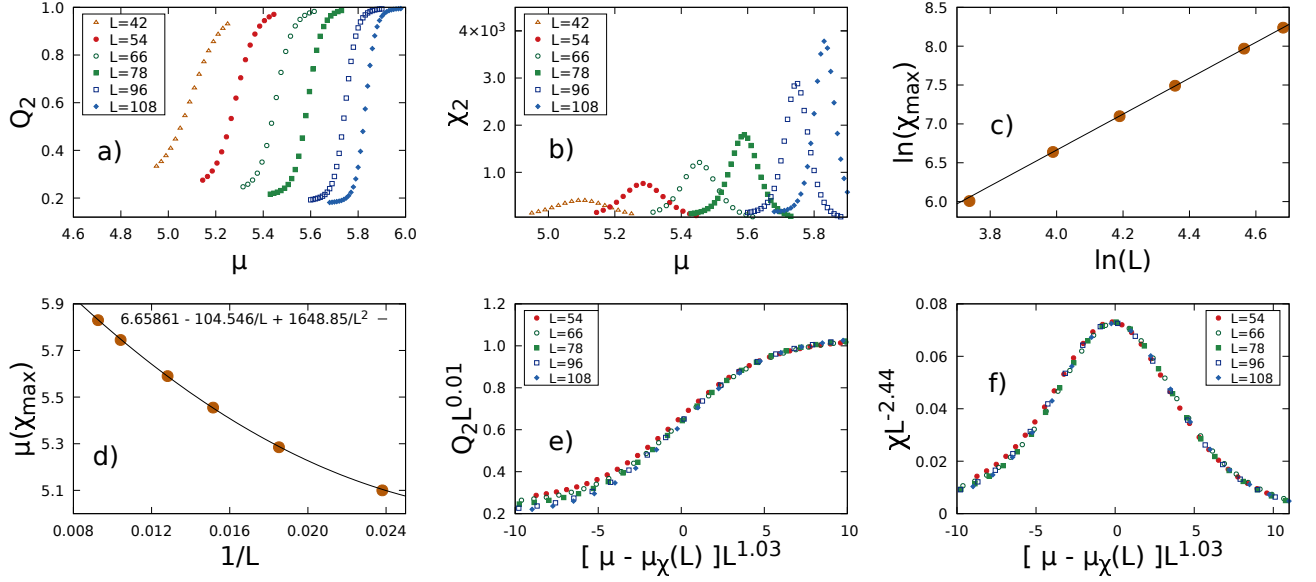 1.0
0.8
0.6
0.4
0.2
Q2
L=42
L=54
L=66
L=78
L=96
L=108
a)
4.6 4.8 5.0 5.2 5.4 5.6 5.8 6.0
μ
4×10³
3
2
1
χ2
L=42
L=54
L=66
L=78
L=96
L=108
b)
5.0 5.2 5.4 5.6 5.8
μ
8.5
8.0
7.5
7.0
6.5
6.0
ln(χmax)
c)
3.8 4.0 4.2 4.4 4.6
ln(L)
5.9
5.7
5.5
5.3
5.1
μ(χmax)
6.65861 - 104.546/L + 1648.85/L²
d)
0.008 0.012 0.016 0.020 0.024
1/L
1.2
1.0
0.8
0.6
0.4
0.2
Q2L^0.01
L=54
L=66
L=78
L=96
L=108
e)
-10 -5 0 5 10
[ μ - μχ(L) ]L^1.03
0.08
0.06
0.04
0.02
0
χL^-2.44
L=54
L=66
L=78
L=96
L=108
f)
-10 -5 0 5 10
[ μ - μχ(L) ]L^1.03